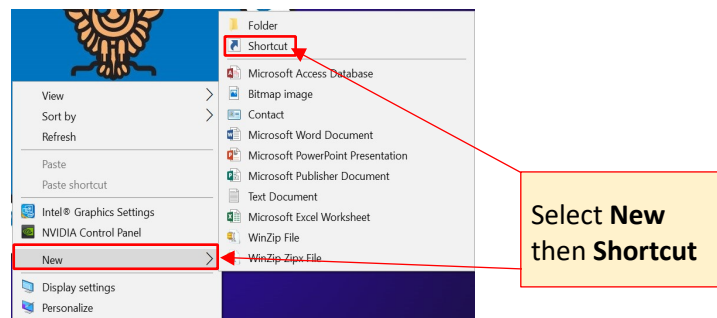 Folder
Shortcut
Microsoft Access Database
Bitmap image
Contact
Microsoft Word Document
Microsoft PowerPoint Presentation
Microsoft Publisher Document
Text Document
Microsoft Excel Worksheet
WinZip File
WinZip Zipx File
View
Sort by
Refresh
Paste
Paste shortcut
Intel® Graphics Settings
NVIDIA Control Panel
New
Display settings
Personalize
Select New
then Shortcut